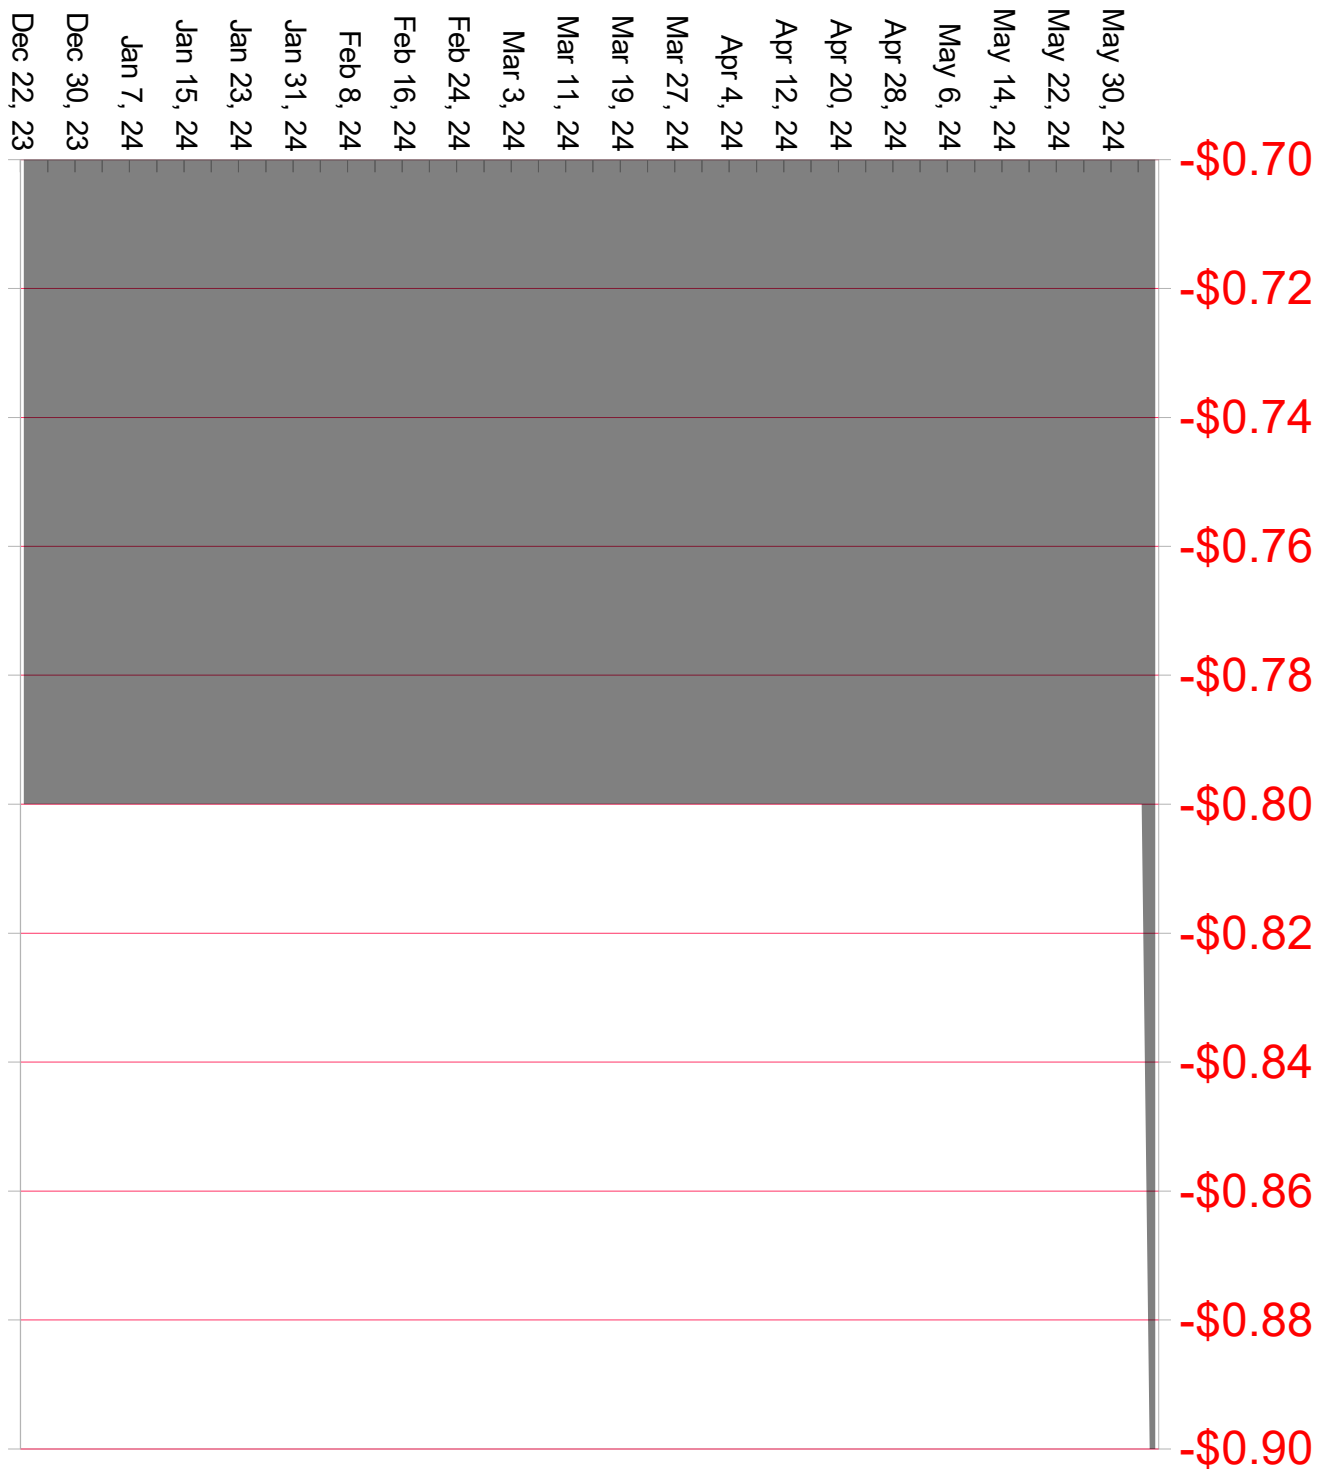 Dec 22, 23
Dec 30, 23
Jan 7, 24
Jan 15, 24
Jan 23, 24
Jan 31, 24
Feb 8, 24
Feb 16, 24
Feb 24, 24
Mar 3, 24
Mar 11, 24
Mar 19, 24
Mar 27, 24
Apr 4, 24
Apr 12, 24
Apr 20, 24
Apr 28, 24
May 6, 24
May 14, 24
May 22, 24
May 30, 24
-$0.70
-$0.72
-$0.74
-$0.76
-$0.78
-$0.80
-$0.82
-$0.84
-$0.86
-$0.88
-$0.90